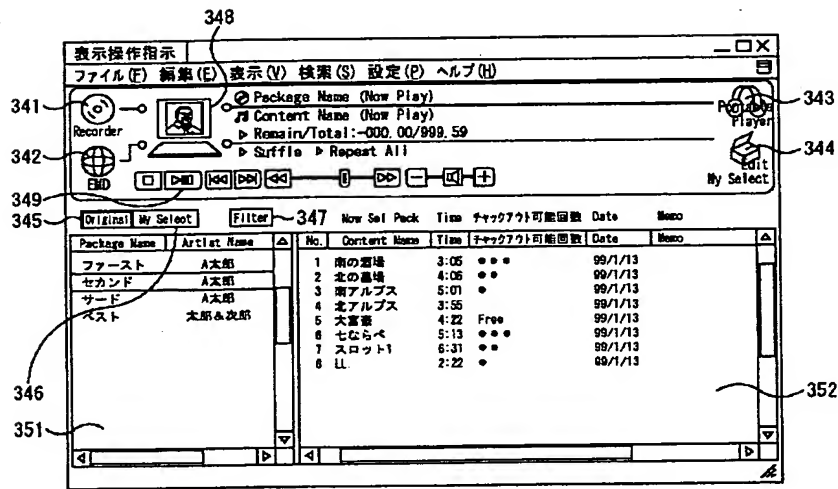 348
表示操作指示
ファイル(F) 編集(E) 表示(V) 検索(S) 設定(P) ヘルプ(H)
341
Recorder
342
EMD
349
Package Name (Now Play)
Content Name (Now Play)
Remain/Total:-000.00/999.59
Suffle Repeat All
343
Portable Player
344
Edit
My Select
345
Original My Select Filter 347 Now Sel Pack Time チャックアウト可能回数 Date Memo
Package Name Artist Name
ファースト A太郎
セカンド A太郎
サード A太郎
ベスト 太郎&次郎
No. Content Name Time チャックアウト可能回数 Date Memo
1 南の酒場 3:05 ●●● 99/1/13
2 北の墓場 4:06 ●● 99/1/13
3 南アルプス 5:01 ● 99/1/13
4 北アルプス 3:55 99/1/13
5 大富豪 4:22 Free 99/1/13
6 七ならべ 5:13 ●●● 99/1/13
7 スロット1 6:31 ●● 99/1/13
8 LL 2:22 ● 99/1/13
346
351
352